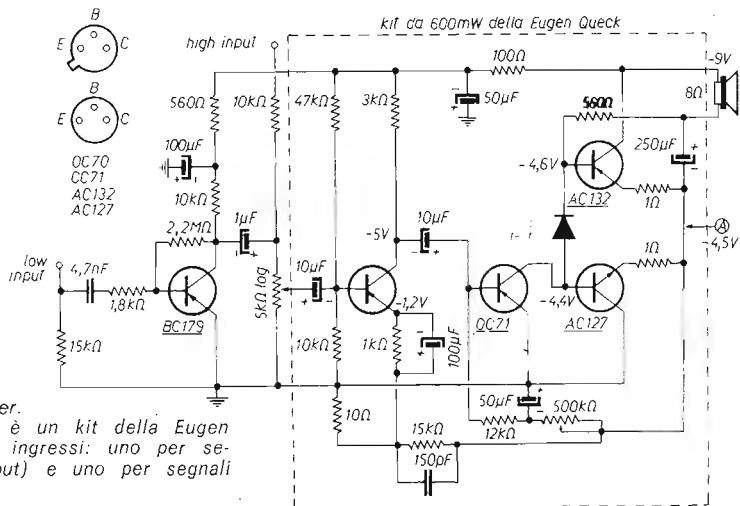 kit da 600mW della Eugen Queck
B
E
C
high input
100Ω
-9V
8Ω
560Ω
10kΩ
47kΩ
3kΩ
50µF
560Ω
B
E
C
100µF
250µF
-4,6V
OC70
CC71
AC132
AC127
10kΩ
AC132
1Ω
2,2MΩ
1µF
-5V
10µF
A
-4,5V
low
input
4,7nF
1,8kΩ
5kΩ log
10µF
1Ω
-1,2V
-4,4V
BC179
OC71
AC127
15kΩ
10kΩ
1kΩ
100µF
10Ω
50µF
500kΩ
12kΩ
15kΩ
150pF
er.
è un kit della Eugen
ingressi: uno per se-
out) e uno per segnali